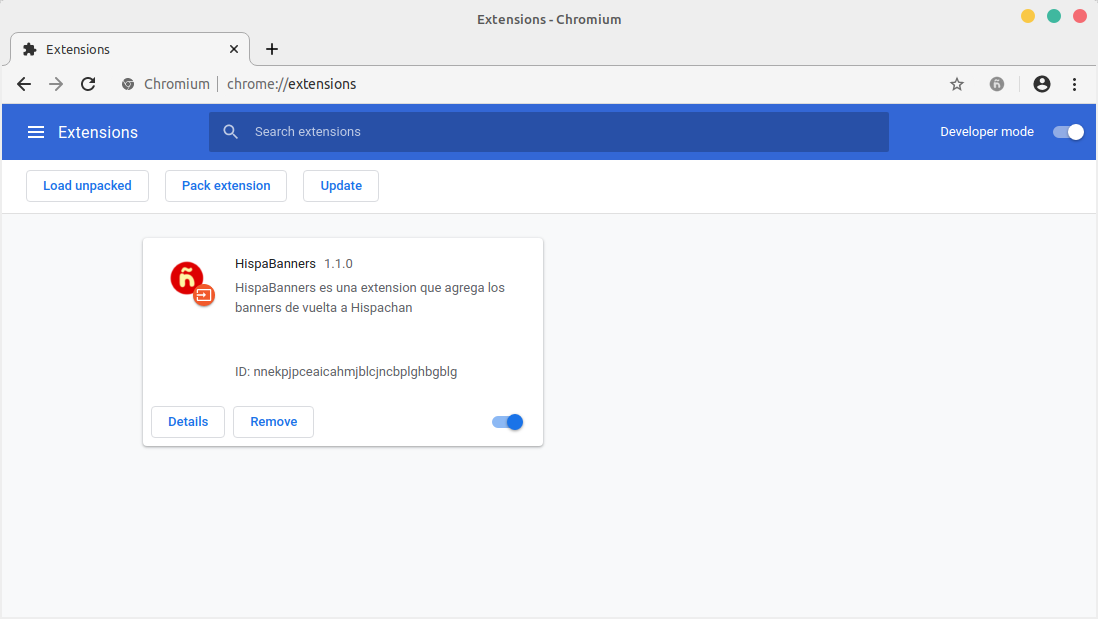 Extensions - Chromium
Extensions
Chromium chrome://extensions
Extensions
Search extensions
Developer mode
Load unpacked
Pack extension
Update
ñ
HispaBanners 1.1.0
HispaBanners es una extension que agrega los
banners de vuelta a Hispachan
ID: nnekpjpceaicahmjblcjncbplghbgblg
Details
Remove